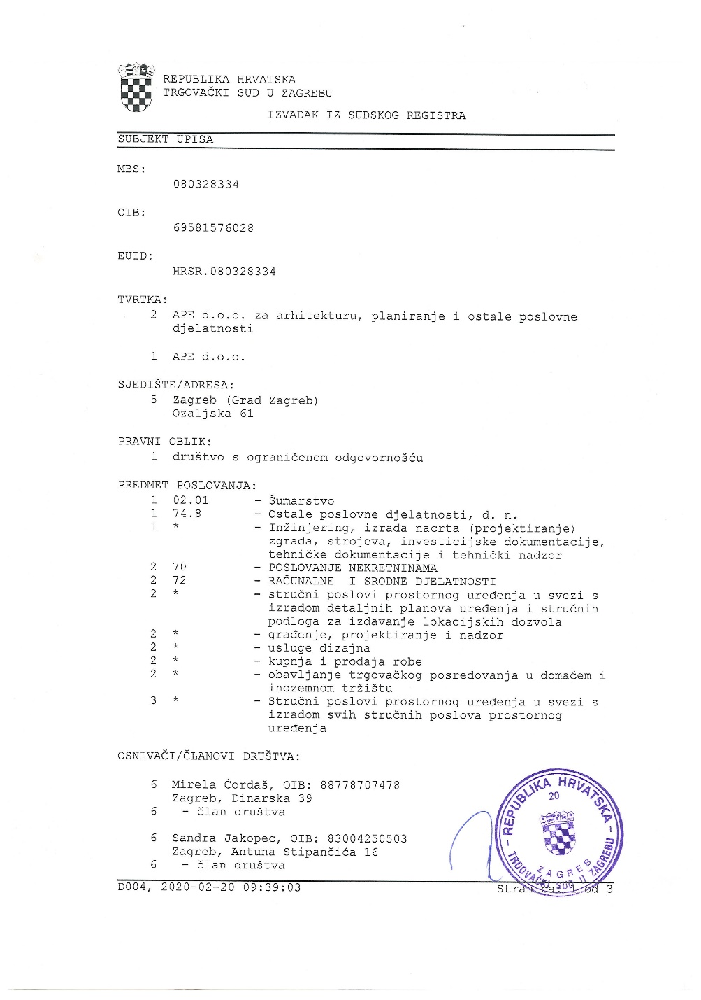 REPUBLIKA HRVATSKA
TRGOVAČKI SUD U ZAGREBU
IZVADAK IZ SUDSKOG REGISTRA
SUBJEKT UPISA
MBS:
080328334
OIB:
69581576028
EUID:
HRSR.080328334
TVRTKA:
2 APE d.o.o. za arhitekturu, planiranje i ostale poslovne
djelatnosti
1 APE d.o.o.
SJEDIŠTE/ADRESA:
5 Zagreb (Grad Zagreb)
Ozaljska 61
PRAVNI OBLIK:
1 društvo s ograničenom odgovornošću
PREDMET POSLOVANJA:
1 02.01 - Šumarstvo
1 74.8 - Ostale poslovne djelatnosti, d. n.
1 * - Inžinjering, izrada nacrta (projektiranje)
zgrada, strojeva, investicijske dokumentacije,
tehničke dokumentacije i tehnički nadzor
2 70 - POSLOVANJE NEKRETNINAMA
2 72 - RAČUNALNE I SRODNE DJELATNOSTI
2 * - stručni poslovi prostornog uređenja u svezi s
izradom detaljnih planova uređenja i stručnih
podloga za izdavanje lokacijskih dozvola
2 * - građenje, projektiranje i nadzor
2 * - usluge dizajna
2 * - kupnja i prodaja robe
2 * - obavljanje trgovačkog posredovanja u domaćem i
inozemnom tržištu
3 * - Stručni poslovi prostornog uređenja u svezi s
izradom svih stručnih poslova prostornog
uređenja
OSNIVAČI/ČLANOVI DRUŠTVA:
6 Mirela Ćordaš, OIB: 88778707478
Zagreb, Dinarska 39
6 - član društva
6 Sandra Jakopec, OIB: 83004250503
Zagreb, Antuna Stipančića 16
6 - član društva
REPUBLIKA HRVATSKA
20
ZAGREB
TRGOVAČKI SUD U ZAGREBU
D004, 2020-02-20 09:39:03 Stranica: 1 od 3